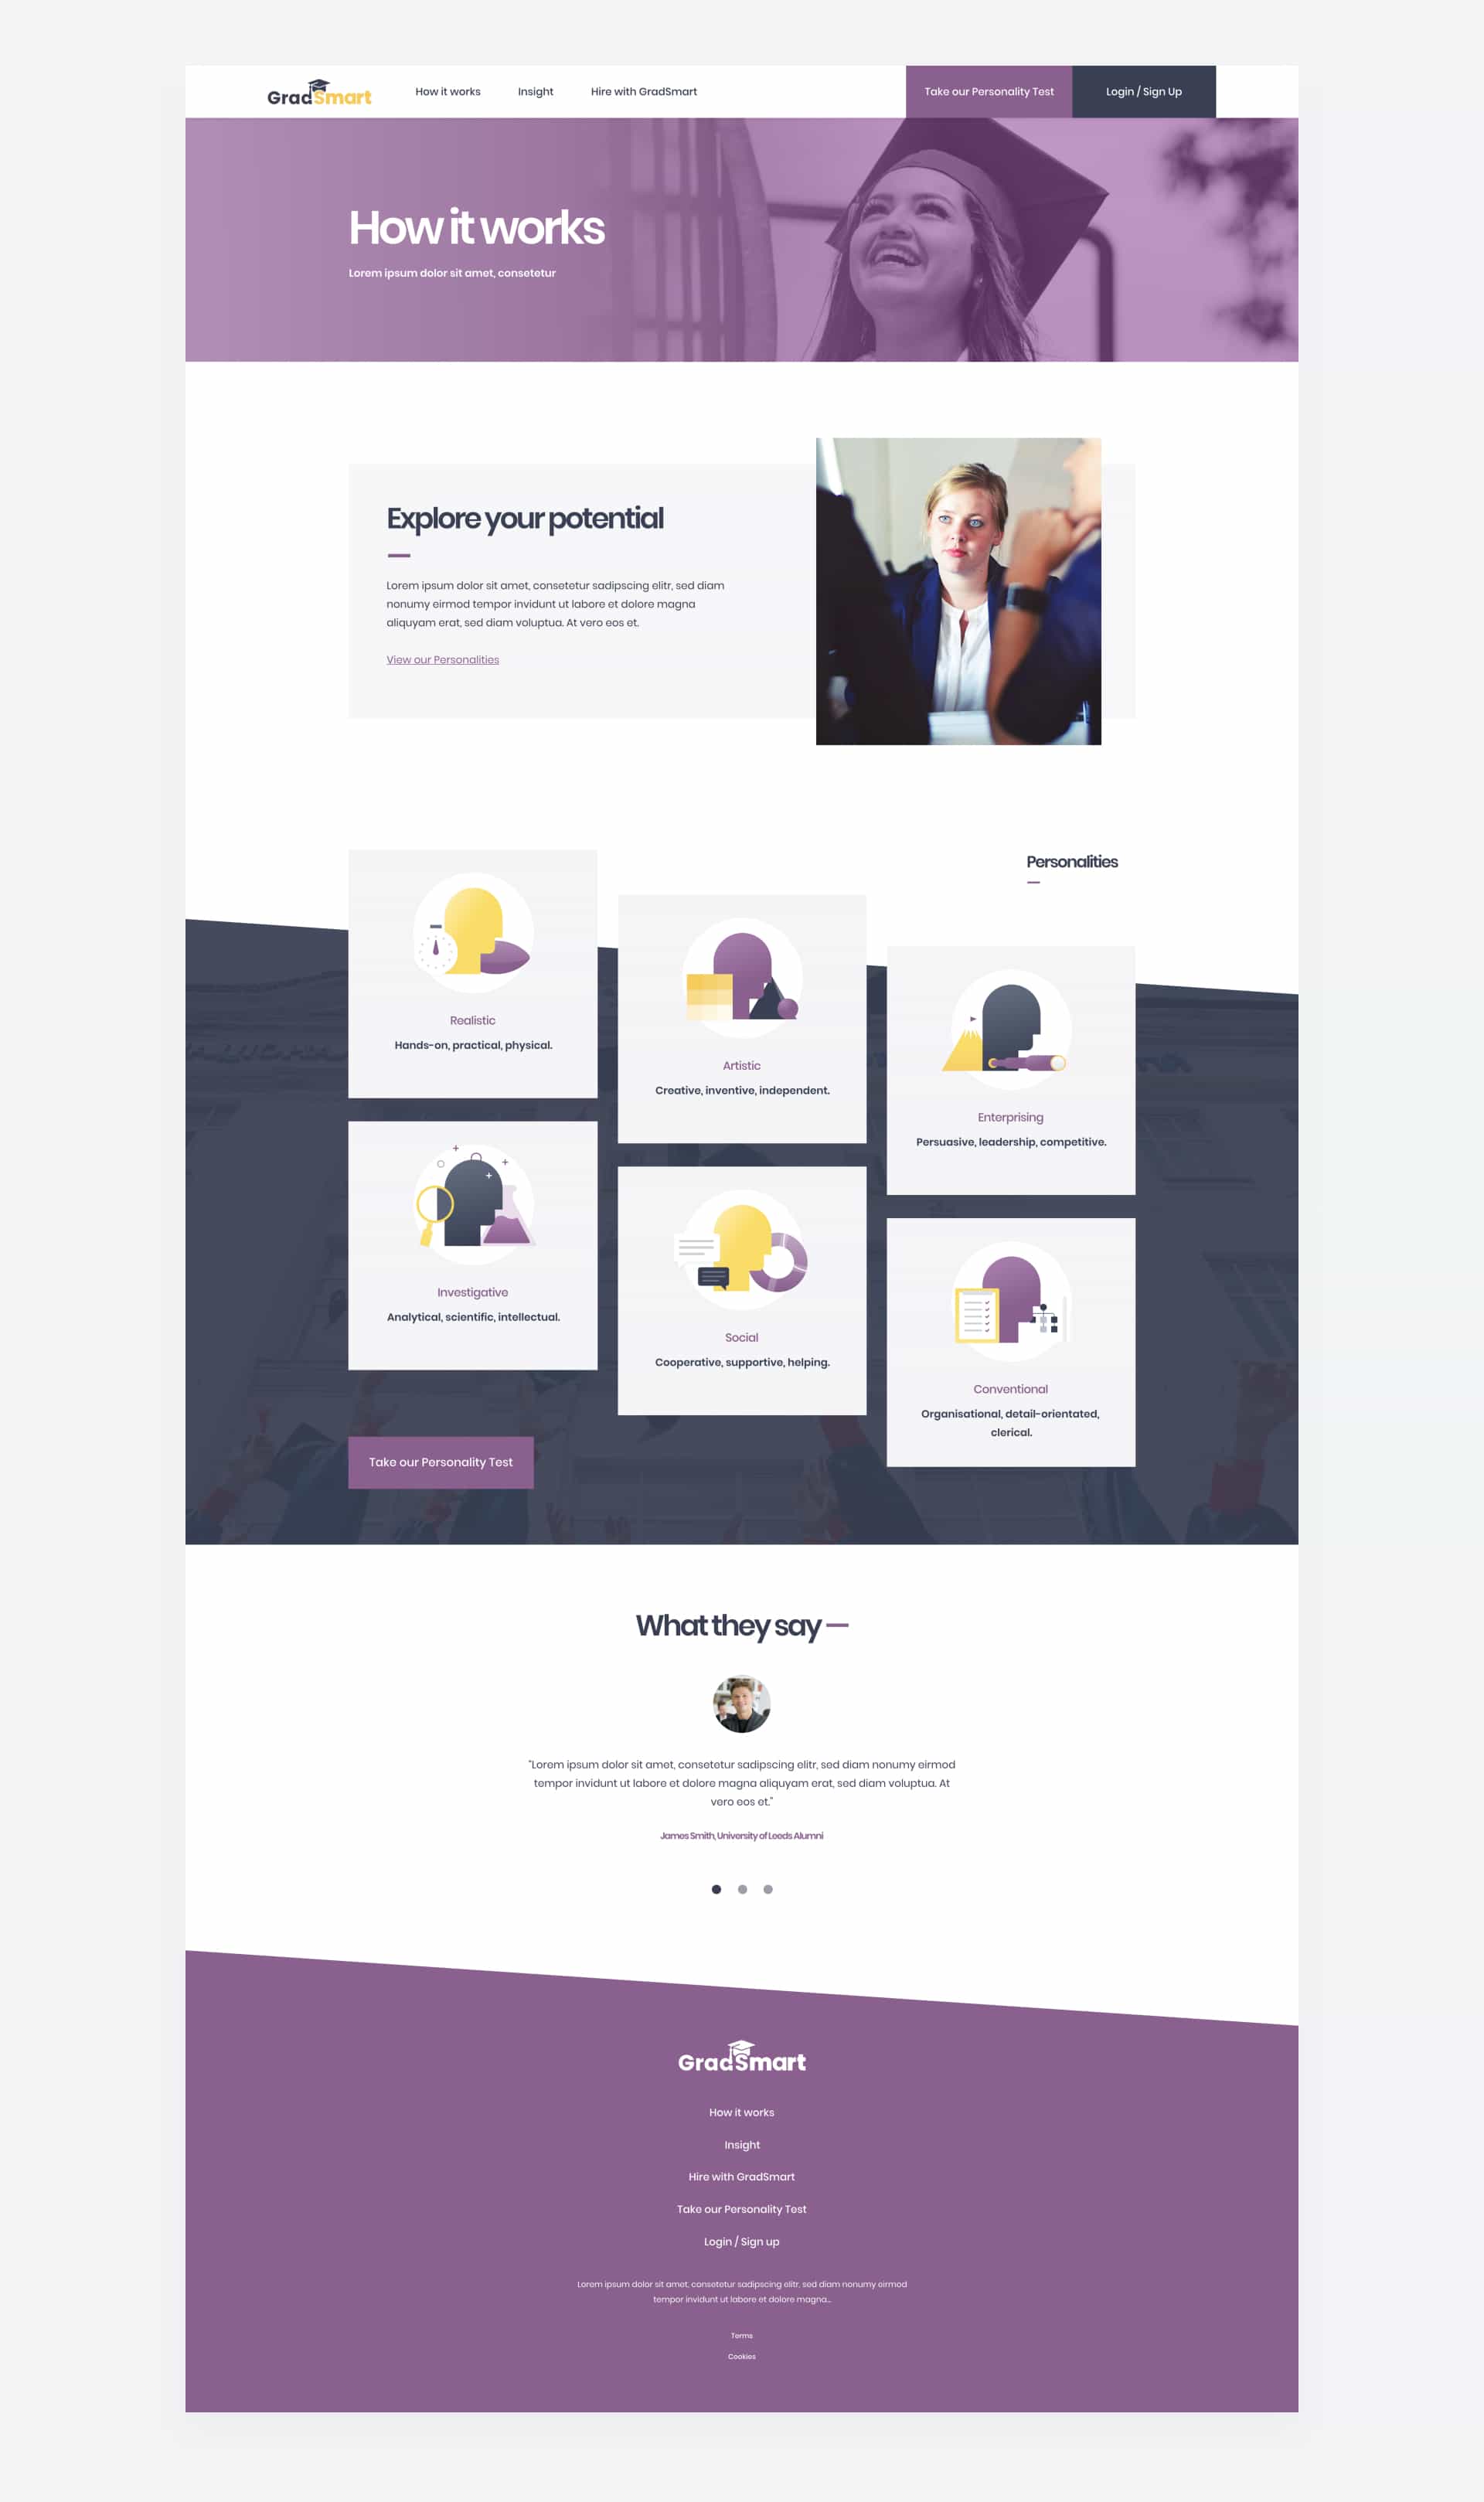 GradSmart
How it works
Insight
Hire with GradSmart
Take our Personality Test
Login / Sign Up
How it works
Lorem ipsum dolor sit amet, consetetur
Explore your potential
Lorem ipsum dolor sit amet, consetetur sadipscing elitr, sed diam
nonumy eirmod tempor invidunt ut labore et dolore magna
aliquyam erat, sed diam voluptua. At vero eos et.
View our Personalities
Personalities
Realistic
Hands-on, practical, physical.
Artistic
Creative, inventive, independent.
Enterprising
Persuasive, leadership, competitive.
Investigative
Analytical, scientific, intellectual.
Social
Cooperative, supportive, helping.
Conventional
Organisational, detail-orientated,
clerical.
Take our Personality Test
What they say
"Lorem ipsum dolor sit amet, consetetur sadipscing elitr, sed diam nonumy eirmod
tempor invidunt ut labore et dolore magna aliquyam erat, sed diam voluptua. At
vero eos et."
James Smith, University of Leeds Alumni
GradSmart
How it works
Insight
Hire with GradSmart
Take our Personality Test
Login / Sign up
Lorem ipsum dolor sit amet, consetetur sadipscing elitr, sed diam nonumy eirmod
tempor invidunt ut labore et dolore magna...
Terms
Cookies